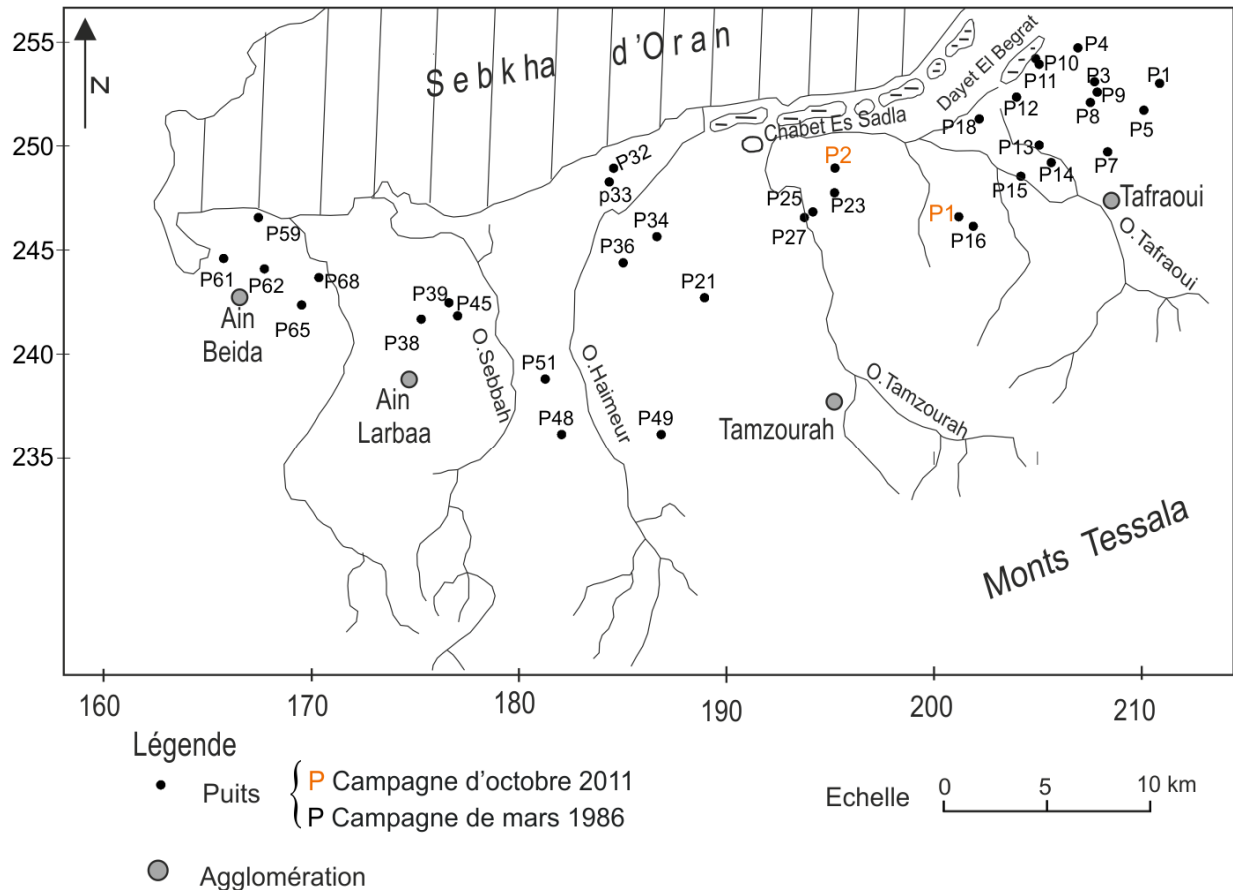 255
250
245
240
235
N
Sebkha d'Oran
Dayet El Begrat
Chabet Es Sadla
P4
P10
P3
P1
P11
P9
P12
P8
P5
P18
P13
P7
P14
P15
Tafraoui
O.Tafraoui
P32
p33
P2
P25
P23
P27
P1
P16
P34
P36
P21
P59
P61
P62
P68
P65
Ain
Beida
P39
P45
P38
Ain
Larbaa
O.Sebbah
P51
P48
O.Haimeur
P49
Tamzourah
O.Tamzourah
Monts Tessala
160
170
180
190
200
210
Légende
Puits
P Campagne d'octobre 2011
P Campagne de mars 1986
Agglomération
Echelle
0 5 10 km